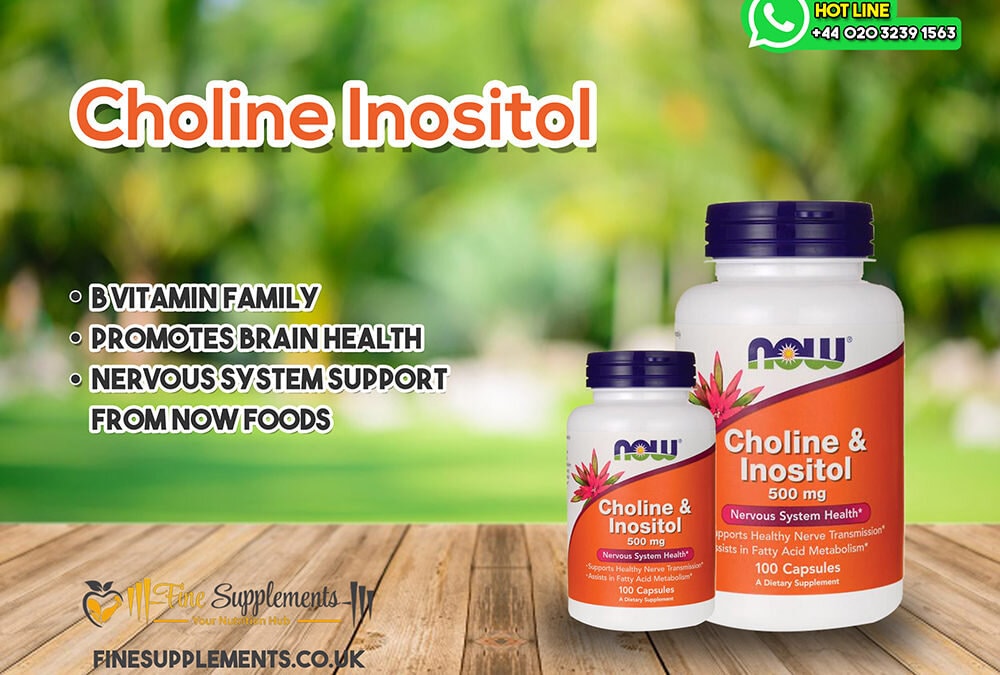 HOT LINE
+44 020 3239 1563
Choline Inositol
• B VITAMIN FAMILY
• PROMOTES BRAIN HEALTH
• NERVOUS SYSTEM SUPPORT
FROM NOW FOODS
now®
Choline &
Inositol
500 mg
Nervous System Health*
•Supports Healthy Nerve Transmission*
•Assists in Fatty Acid Metabolism*
100 Capsules
A Dietary Supplement
now®
Choline &
Inositol
500 mg
Nervous System Health*
upports Healthy Nerve Transmission*
ssists in Fatty Acid Metabolism*
100 Capsules
A Dietary Supplement
Fine Supplements
Your Nutrition Hub
FINESUPPLEMENTS.CO.UK